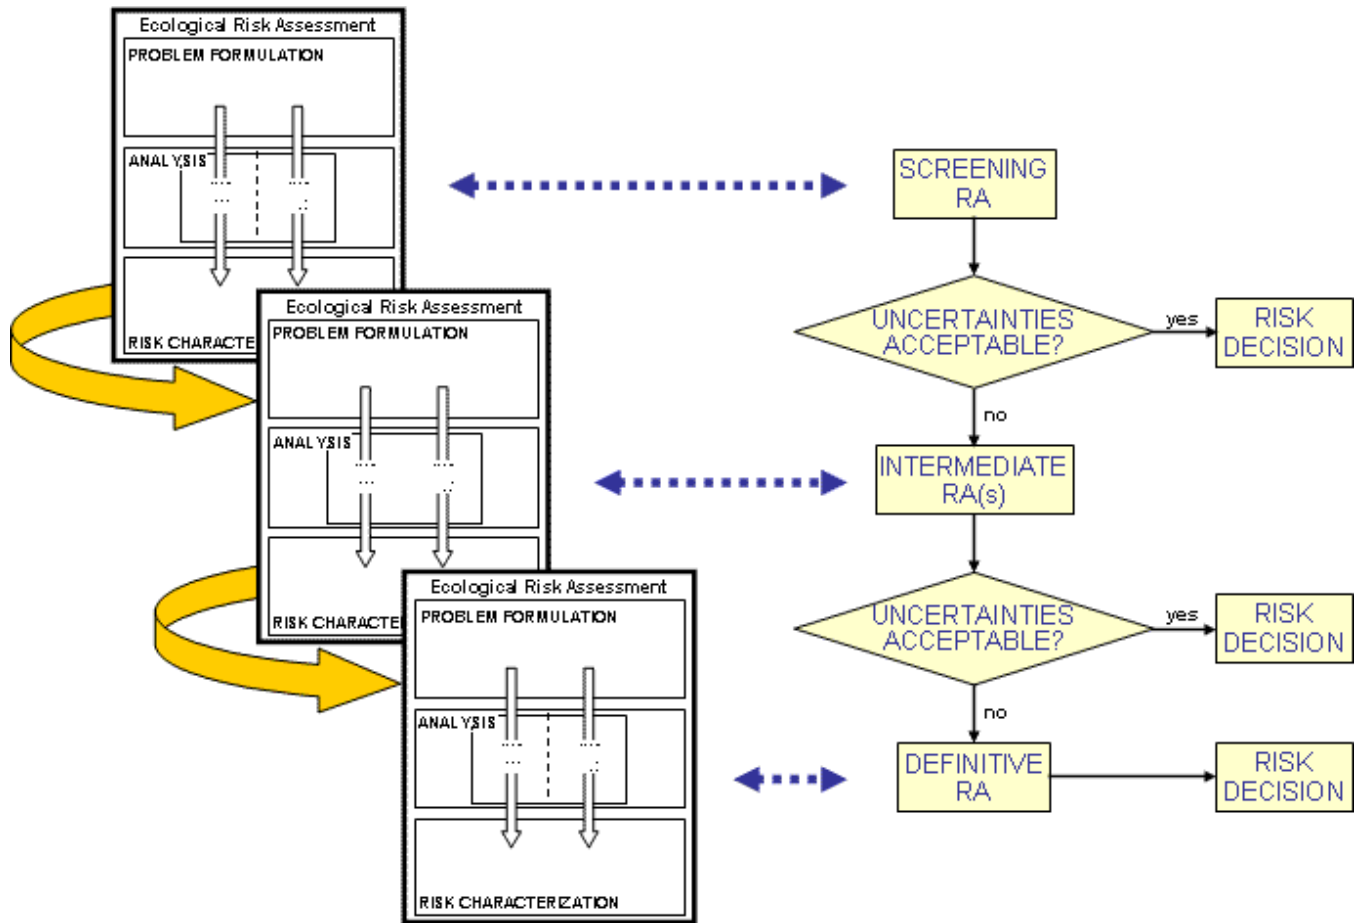 Ecological Risk Assessment
PROBLEM FORMULATION
ANALYSIS
RISK CHARACTE
Ecological Risk Assessment
PROBLEM FORMULATION
ANALYSIS
RISK CHARACTE
Ecological Risk Assessment
PROBLEM FORMULATION
ANALYSIS
RISK CHARACTERIZATION
SCREENING
RA
UNCERTAINTIES
ACCEPTABLE?
yes
RISK
DECISION
no
INTERMEDIATE
RA(s)
UNCERTAINTIES
ACCEPTABLE?
yes
RISK
DECISION
no
DEFINITIVE
RA
RISK
DECISION